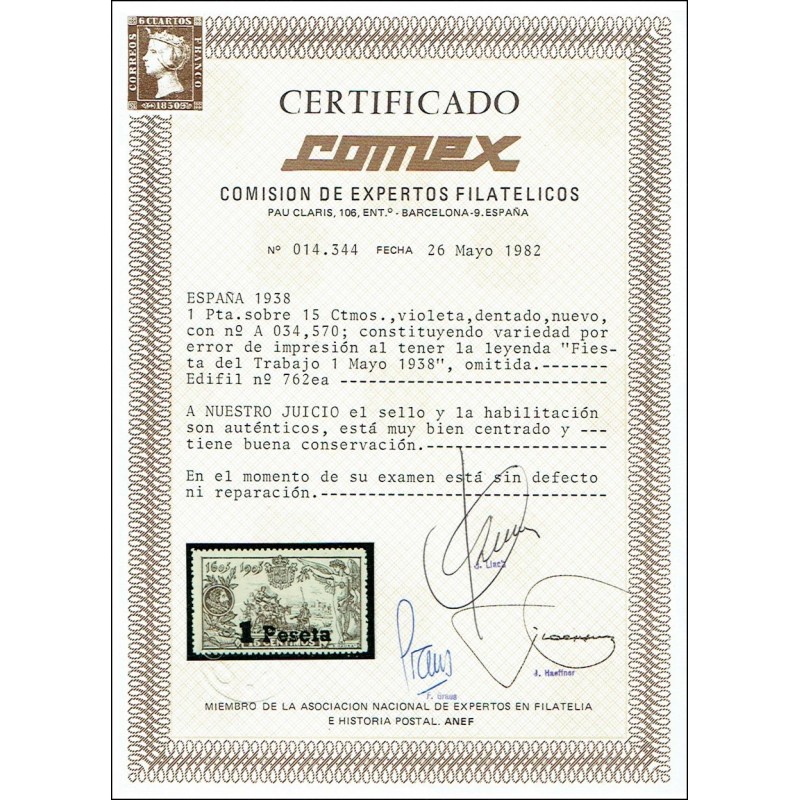 6 CUARTOS
CORREOS
FRANCO
1850
CERTIFICADO
comex
COMISION DE EXPERTOS FILATELICOS
PAU CLARIS, 106, ENT.º - BARCELONA-9. ESPAÑA
Nº 014.344 FECHA 26 Mayo 1982
ESPAÑA 1938
1 Pta.sobre 15 Ctmos.,violeta,dentado,nuevo,
con nº A 034,570; constituyendo variedad por
error de impresión al tener la leyenda "Fies-
ta del Trabajo 1 Mayo 1938", omitida.-------
Edifil nº 762ea ---------------------------
A NUESTRO JUICIO el sello y la habilitación
son auténticos, está muy bien centrado y ---
tiene buena conservación.------------------
En el momento de su examen está sin defecto
ni reparación.-----------------------------
1605 y 1905
1 Peseta
J. Llach
F. Graus
J. Haeffner
MIEMBRO DE LA ASOCIACION NACIONAL DE EXPERTOS EN FILATELIA
E HISTORIA POSTAL. ANEF